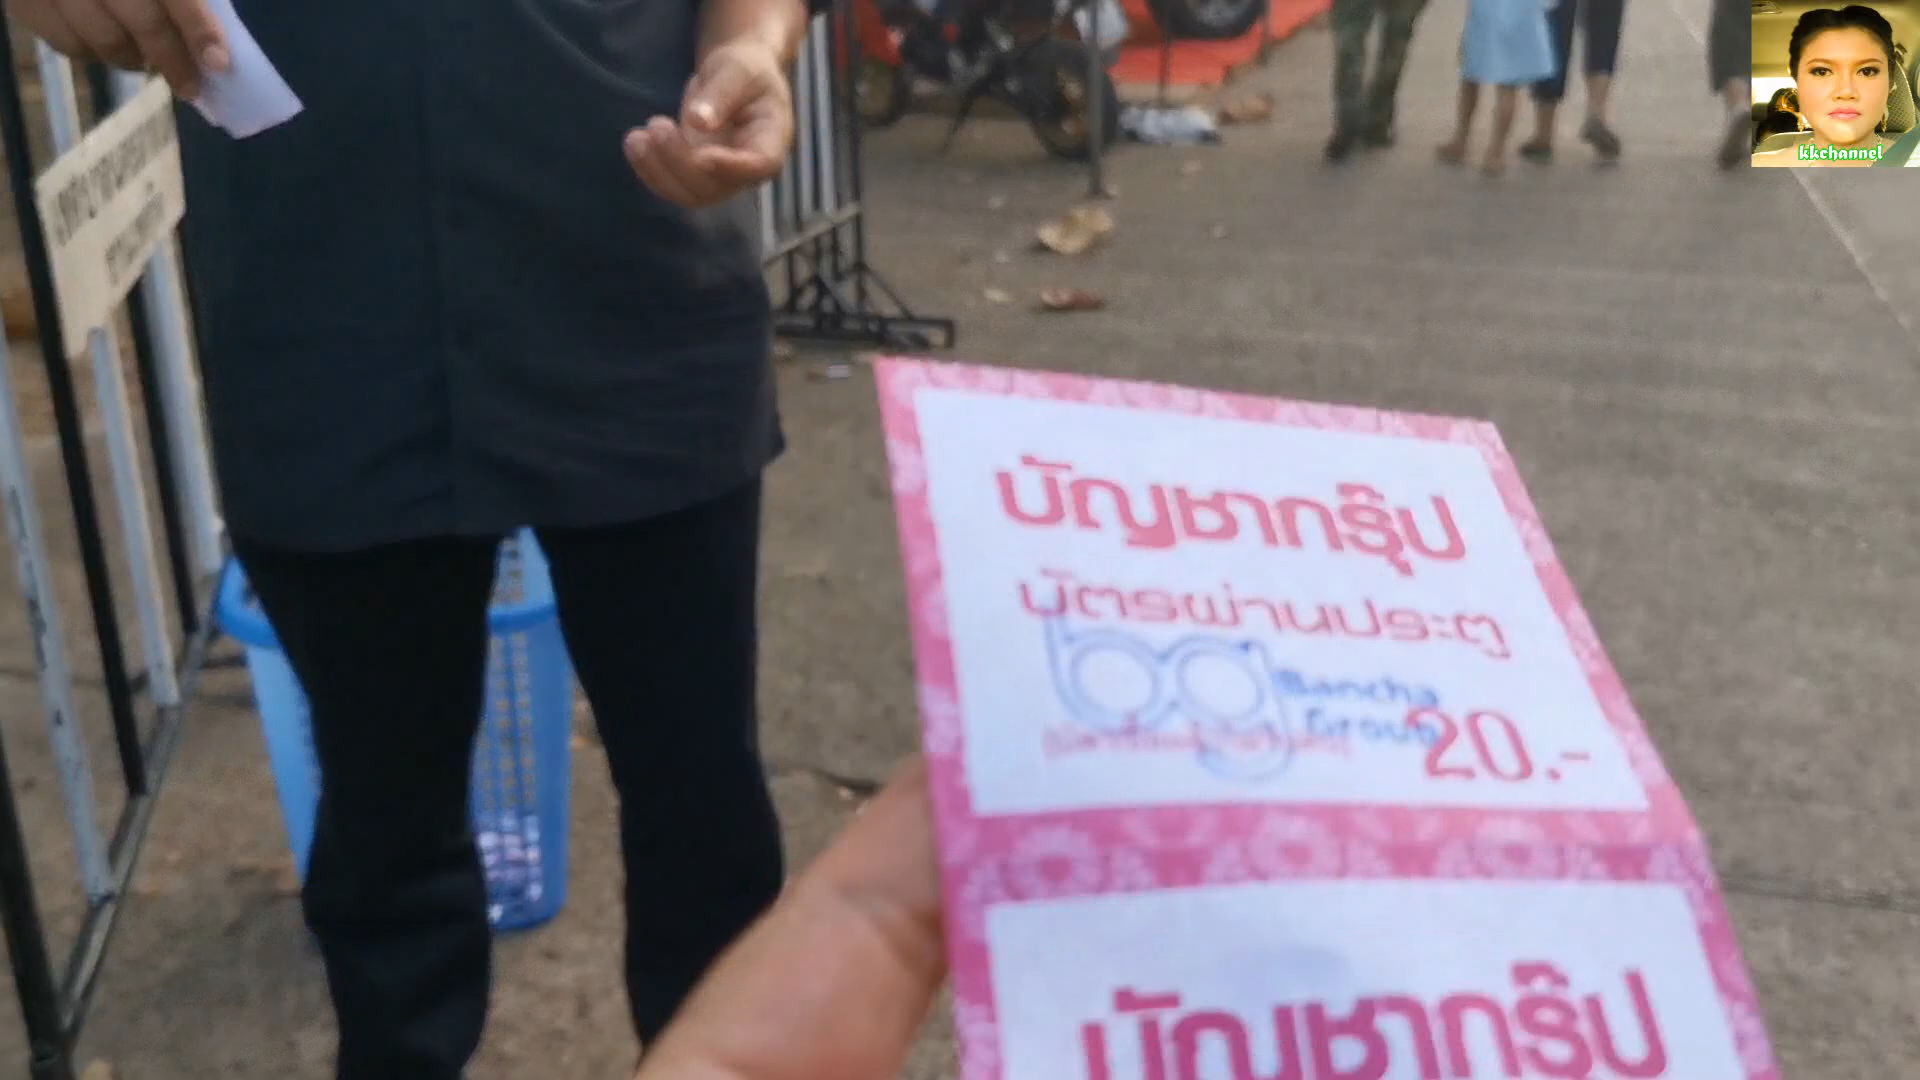 kkchannel
บัญชากรุ๊ป
บัตรผ่านประตู
bg Bancha
Group
20.-
บัญชากรุ๊ป